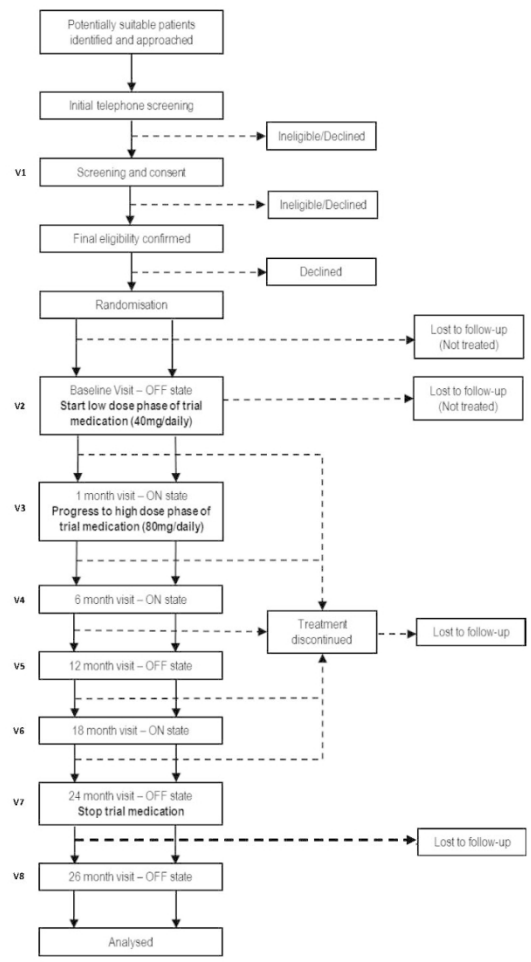 Potentially suitable patients
identified and approached
Initial telephone screening
Ineligible/Declined
V1
Screening and consent
Ineligible/Declined
Final eligibility confirmed
Declined
Randomisation
Lost to follow-up
(Not treated)
V2
Baseline Visit – OFF state
Start low dose phase of trial
medication (40mg/daily)
Lost to follow-up
(Not treated)
V3
1 month visit – ON state
Progress to high dose phase of
trial medication (80mg/daily)
V4
6 month visit – ON state
Treatment
discontinued
Lost to follow-up
V5
12 month visit – OFF state
V6
18 month visit – ON state
V7
24 month visit – OFF state
Stop trial medication
Lost to follow-up
V8
26 month visit – OFF state
Analysed